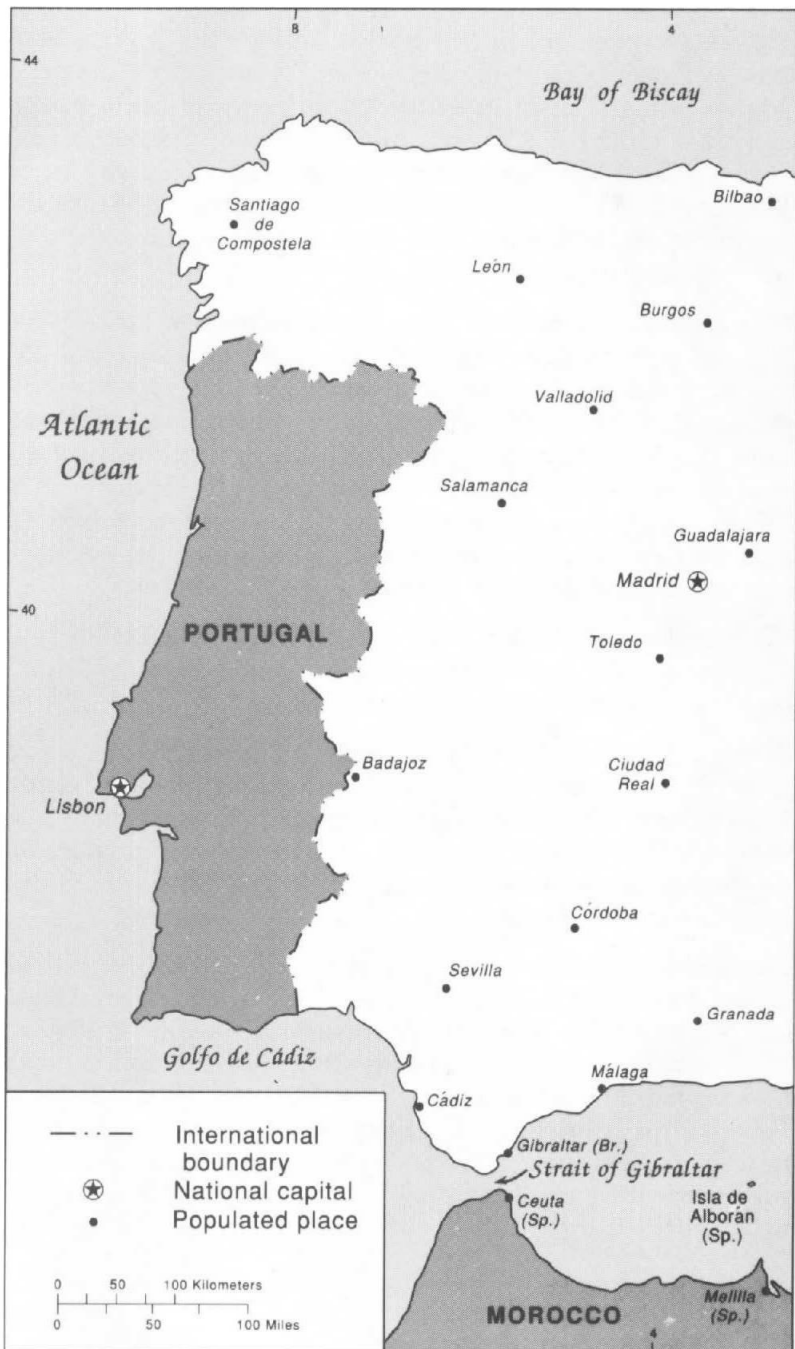 8
4
44
Bay of Biscay
Bilbao
Santiago
de
Compostela
León
Burgos
Valladolid
Atlantic
Ocean
Salamanca
Guadalajara
Madrid
40
PORTUGAL
Toledo
Badajoz
Ciudad
Real
Lisbon
Córdoba
Sevilla
Granada
Golfo de Cádiz
Málaga
Cádiz
Gibraltar (Br.)
Strait of Gibraltar
Ceuta
(Sp.)
Isla de
Alborán
(Sp.)
Melilla
(Sp.)
MOROCCO
4
International
boundary
National capital
Populated place
0 50 100 Kilometers
0 50 100 Miles